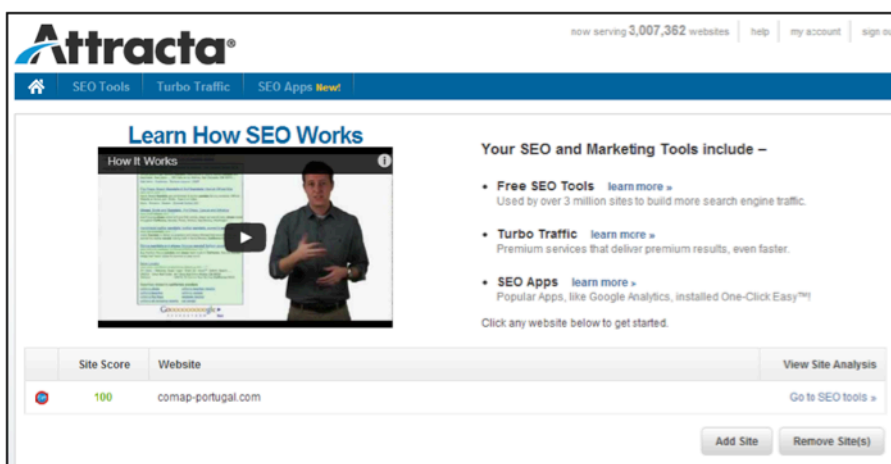 Attracta®
now serving 3,007,362 websites
help
my account
sign ou
SEO Tools
Turbo Traffic
SEO Apps New!
Learn How SEO Works
How It Works
Your SEO and Marketing Tools include –
• Free SEO Tools learn more »
Used by over 3 million sites to build more search engine traffic.
• Turbo Traffic learn more »
Premium services that deliver premium results, even faster.
• SEO Apps learn more »
Popular Apps, like Google Analytics, installed One-Click Easy™!
Click any website below to get started.
Site Score
Website
View Site Analysis
100
comap-portugal.com
Go to SEO tools »
Add Site
Remove Site(s)